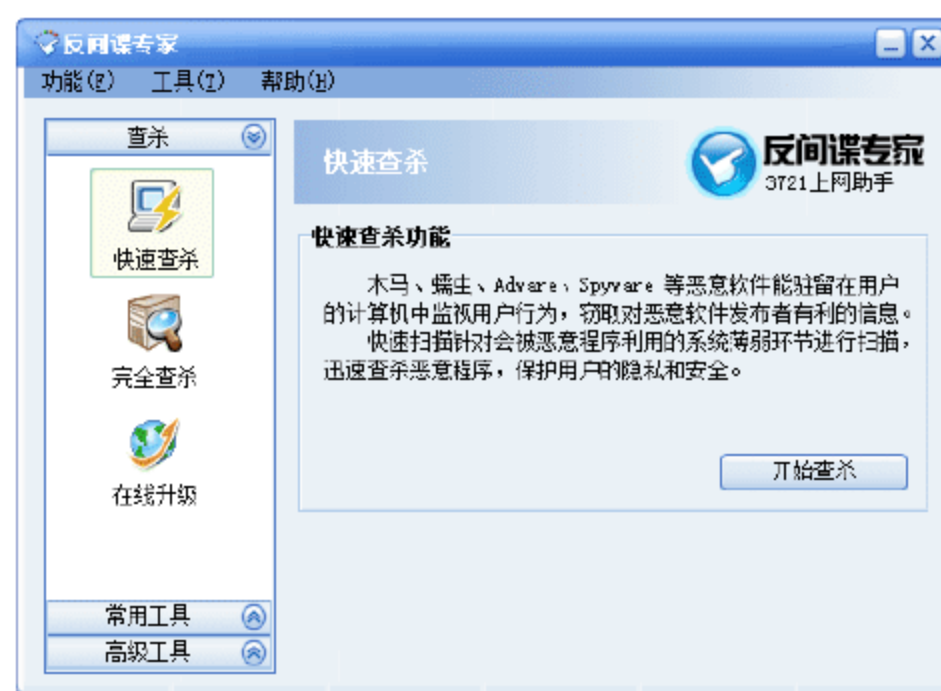 反间谍专家
功能(F) 工具(T) 帮助(H)
查杀
快速查杀
完全查杀
在线升级
常用工具
高级工具
快速查杀
反间谍专家
3721上网助手
快速查杀功能
木马、蠕虫、Adware、Spyware 等恶意软件能驻留在用户
的计算机中监视用户行为，窃取对恶意软件发布者有利的信息。
快速扫描针对会被恶意程序利用的系统薄弱环节进行扫描，
迅速查杀恶意程序，保护用户的隐私和安全。
开始查杀